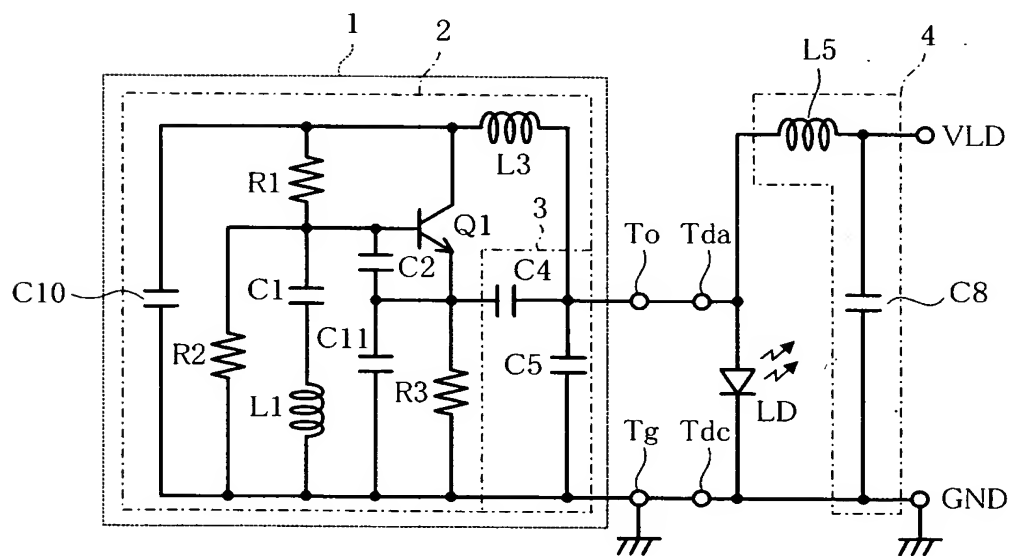 1
2
L5
4
VLD
R1
L3
Q1
3
To
Tda
C2
C4
C10
C1
C8
R2
C11
C5
R3
L1
LD
Tg
Tdc
GND